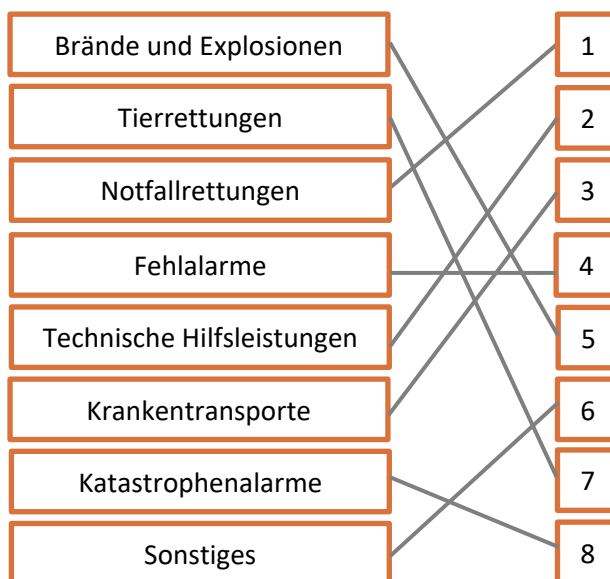 Brände und Explosionen 1
Tierrettungen 2
Notfallrettungen 3
Fehlalarme 4
Technische Hilfsleistungen 5
Krankentransporte 6
Katastrophenalarme 7
Sonstiges 8